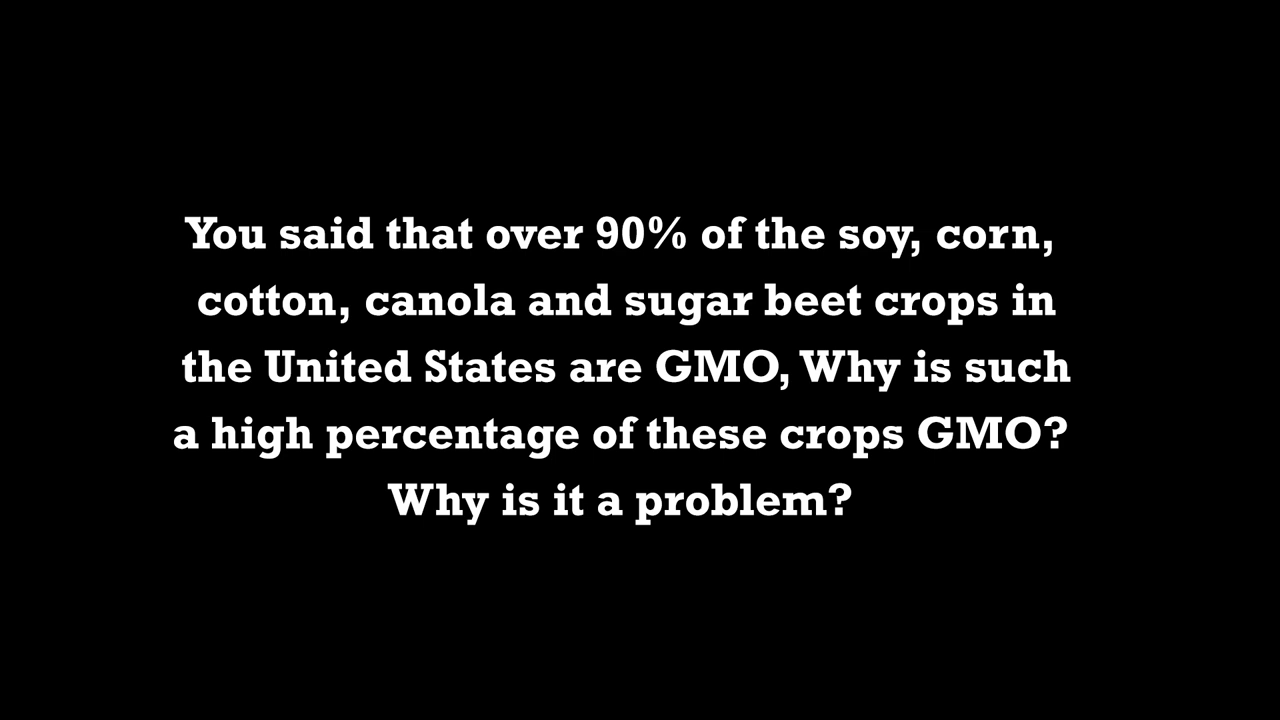 You said that over 90% of the soy, corn,
cotton, canola and sugar beet crops in
the United States are GMO, Why is such
a high percentage of these crops GMO?
Why is it a problem?